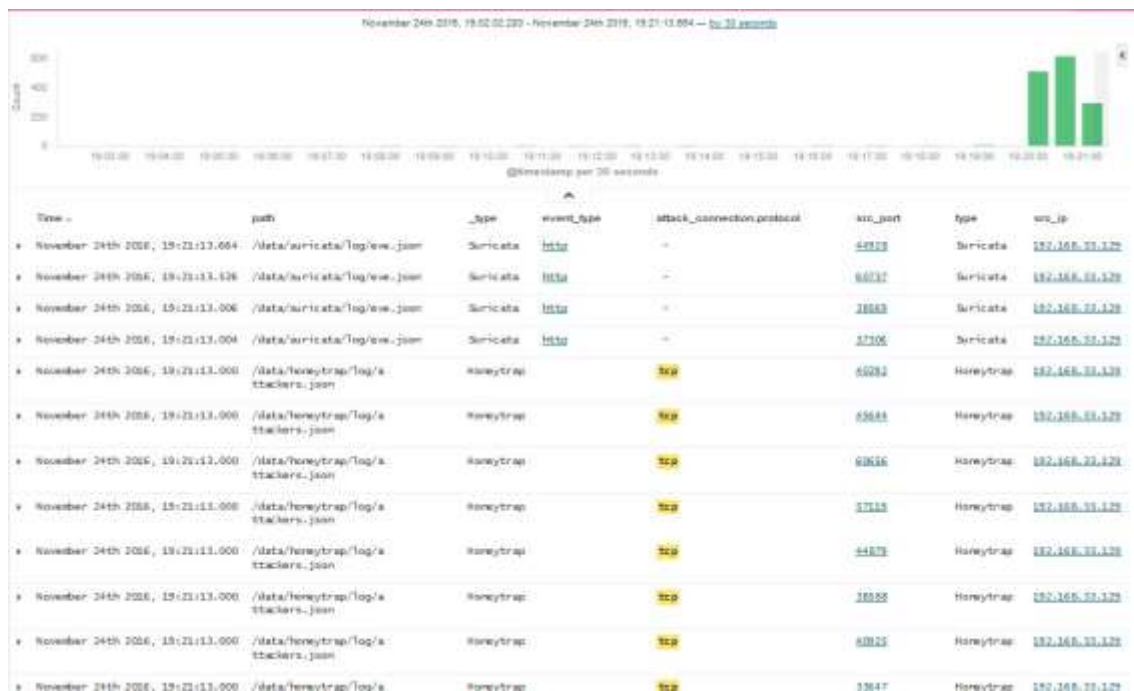 November 24th 2016, 19:02:02.220 - November 24th 2016, 19:21:13.664 — by 30 seconds
Count
400
200
0
@timestamp per 30 seconds
Time path _type event_type attack_connection.protocol src_port type src_ip
November 24th 2016, 19:21:13.664 /data/suricata/log/eve.json Suricata http - Suricata 192.168.33.129
November 24th 2016, 19:21:13.526 /data/suricata/log/eve.json Suricata http - 60737 Suricata 192.168.33.129
November 24th 2016, 19:21:13.006 /data/suricata/log/eve.json Suricata http - Suricata 192.168.33.129
November 24th 2016, 19:21:13.004 /data/suricata/log/eve.json Suricata http - 37306 Suricata 192.168.33.129
November 24th 2016, 19:21:13.000 /data/honeytrap/log/a Honeytrap tcp Honeytrap 192.168.33.129
ttackers.json
November 24th 2016, 19:21:13.000 /data/honeytrap/log/a Honeytrap tcp Honeytrap 192.168.33.129
ttackers.json
November 24th 2016, 19:21:13.000 /data/honeytrap/log/a Honeytrap tcp 60656 Honeytrap 192.168.33.129
ttackers.json
November 24th 2016, 19:21:13.000 /data/honeytrap/log/a Honeytrap tcp Honeytrap 192.168.33.129
ttackers.json
November 24th 2016, 19:21:13.000 /data/honeytrap/log/a Honeytrap tcp Honeytrap 192.168.33.129
ttackers.json
November 24th 2016, 19:21:13.000 /data/honeytrap/log/a Honeytrap tcp Honeytrap 192.168.33.129
ttackers.json
November 24th 2016, 19:21:13.000 /data/honeytrap/log/a Honeytrap tcp 40925 Honeytrap 192.168.33.129
ttackers.json
November 24th 2016, 19:21:13.000 /data/honeytrap/log/a Honeytrap tcp 33647 Honeytrap 192.168.33.129